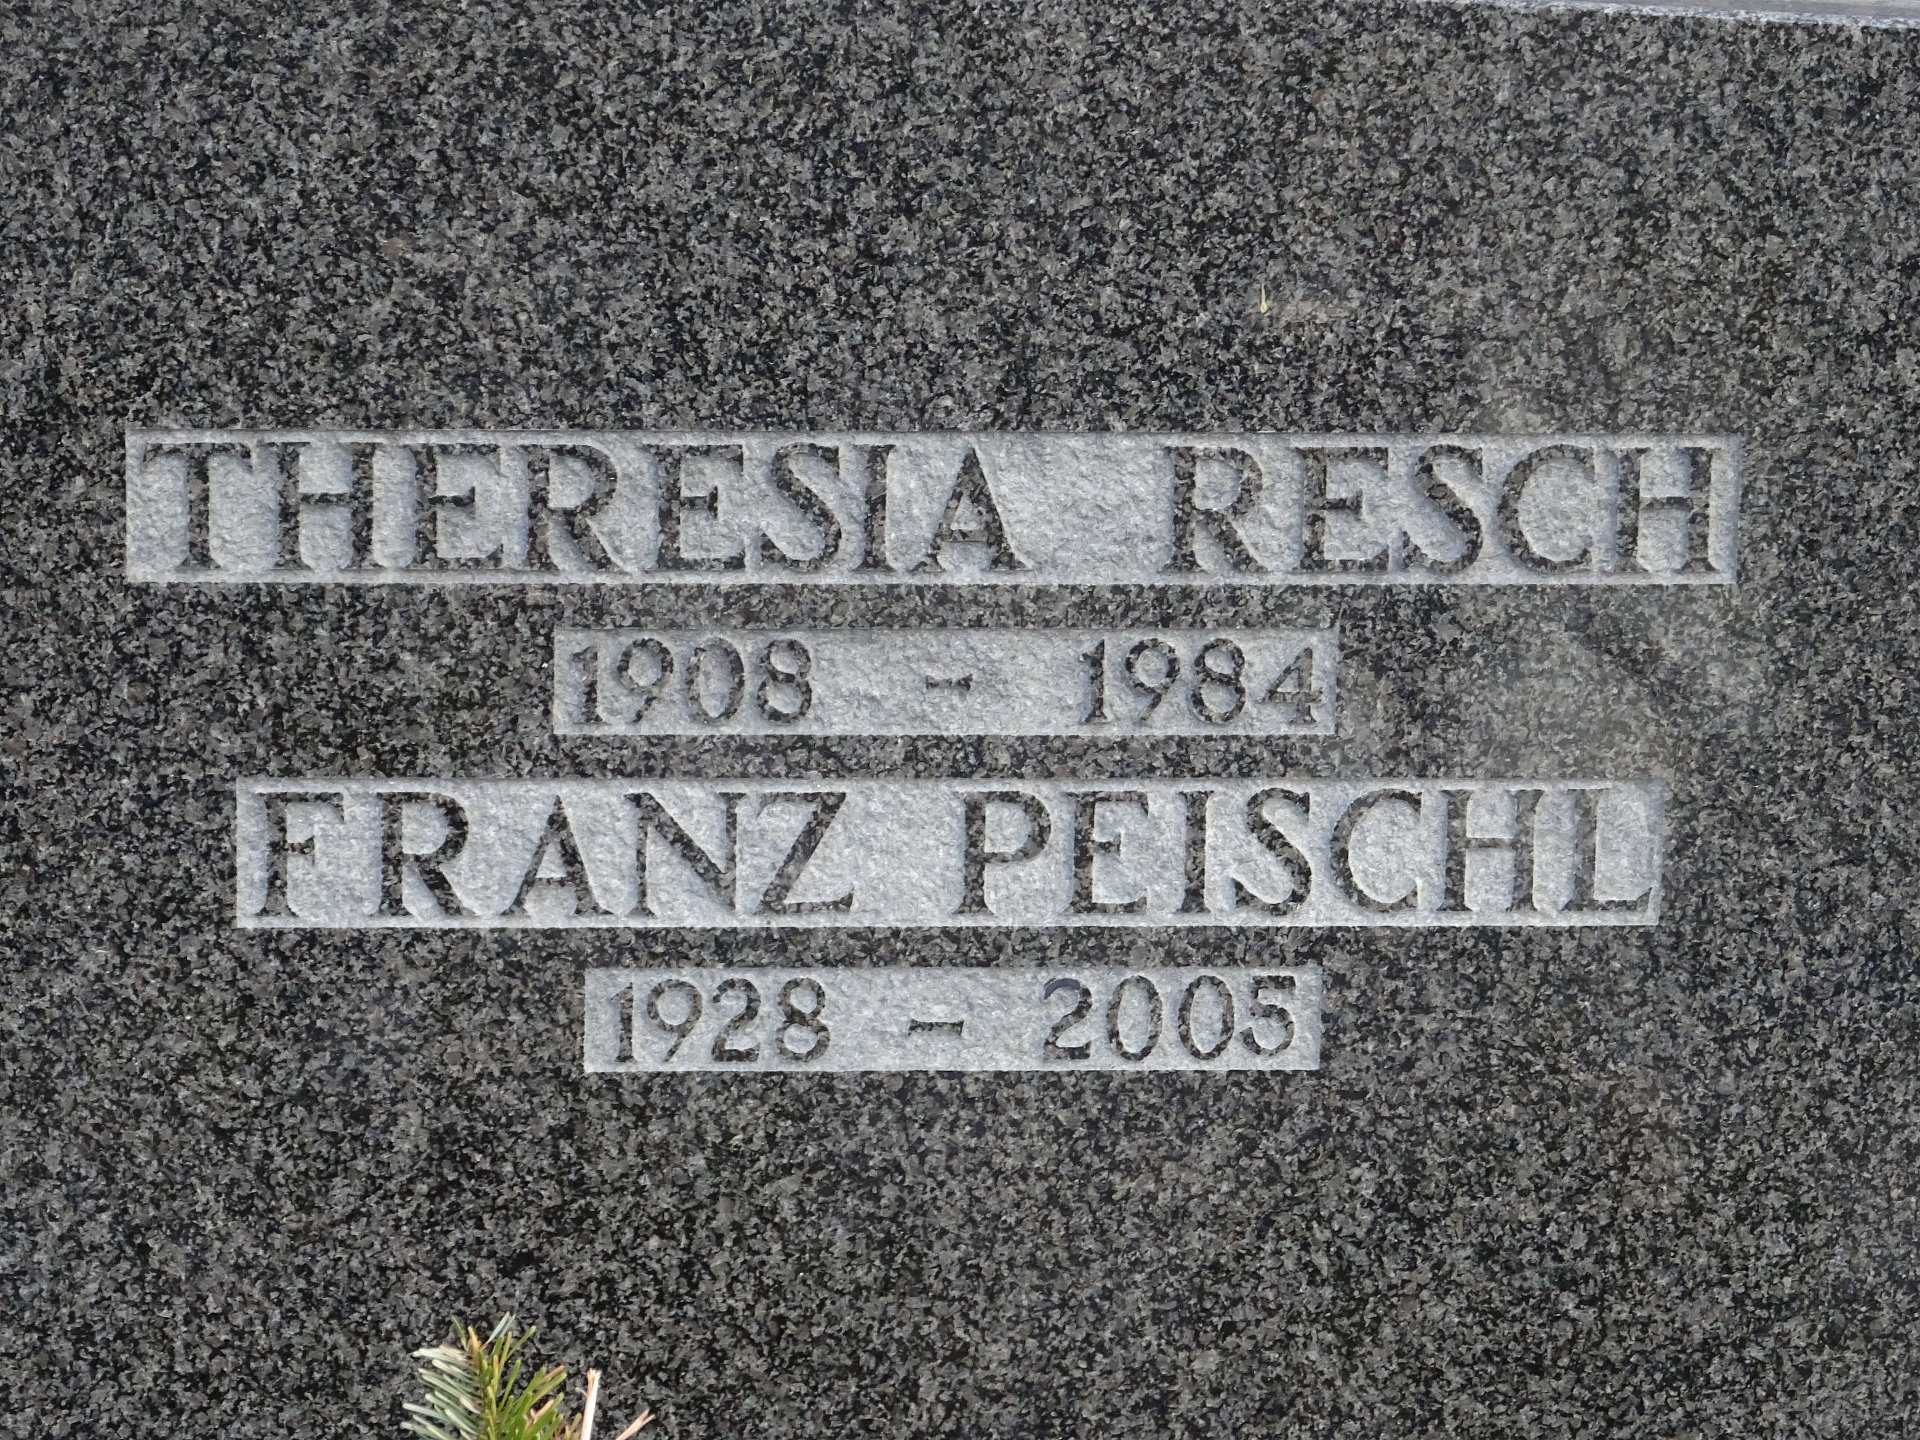 THERESIA RESCH
1908 - 1984
FRANZ PEISCHL
1928 - 2005